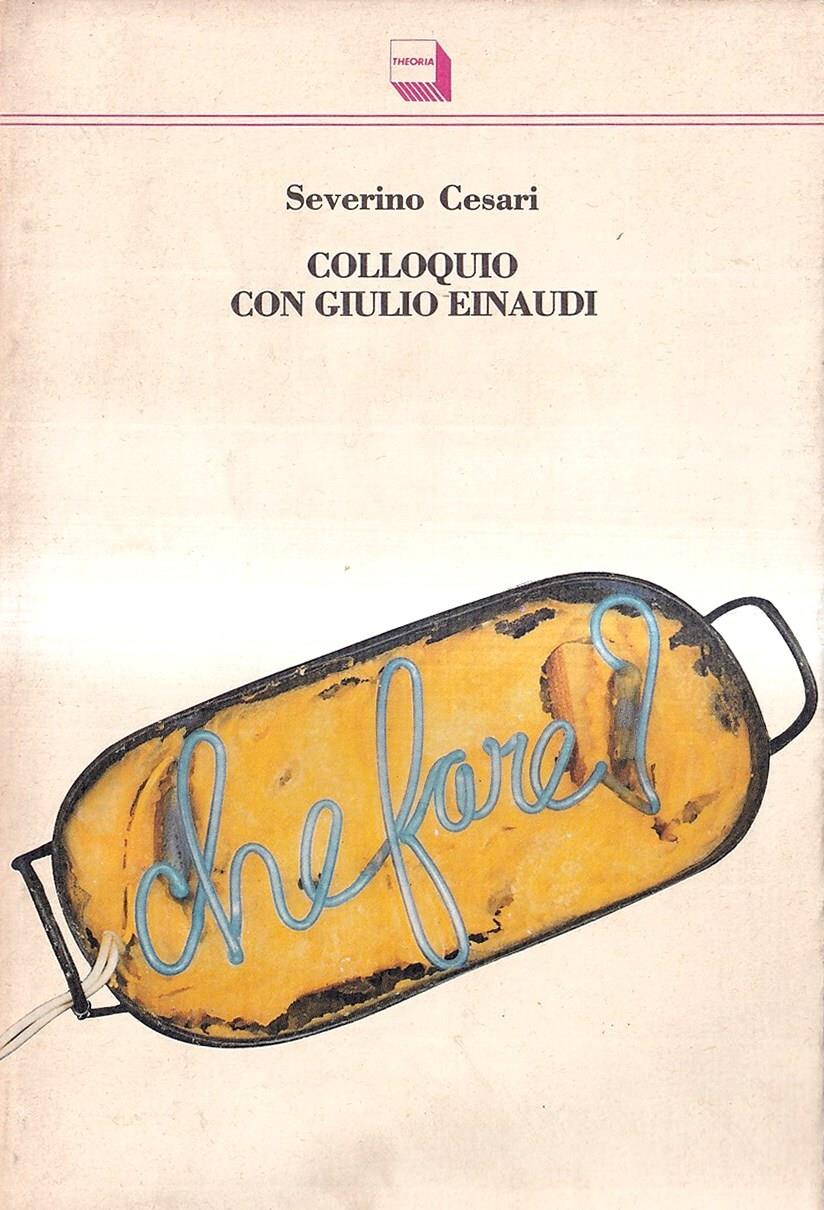 THEORIA
Severino Cesari
COLLOQUIO
CON GIULIO EINAUDI
che fare?